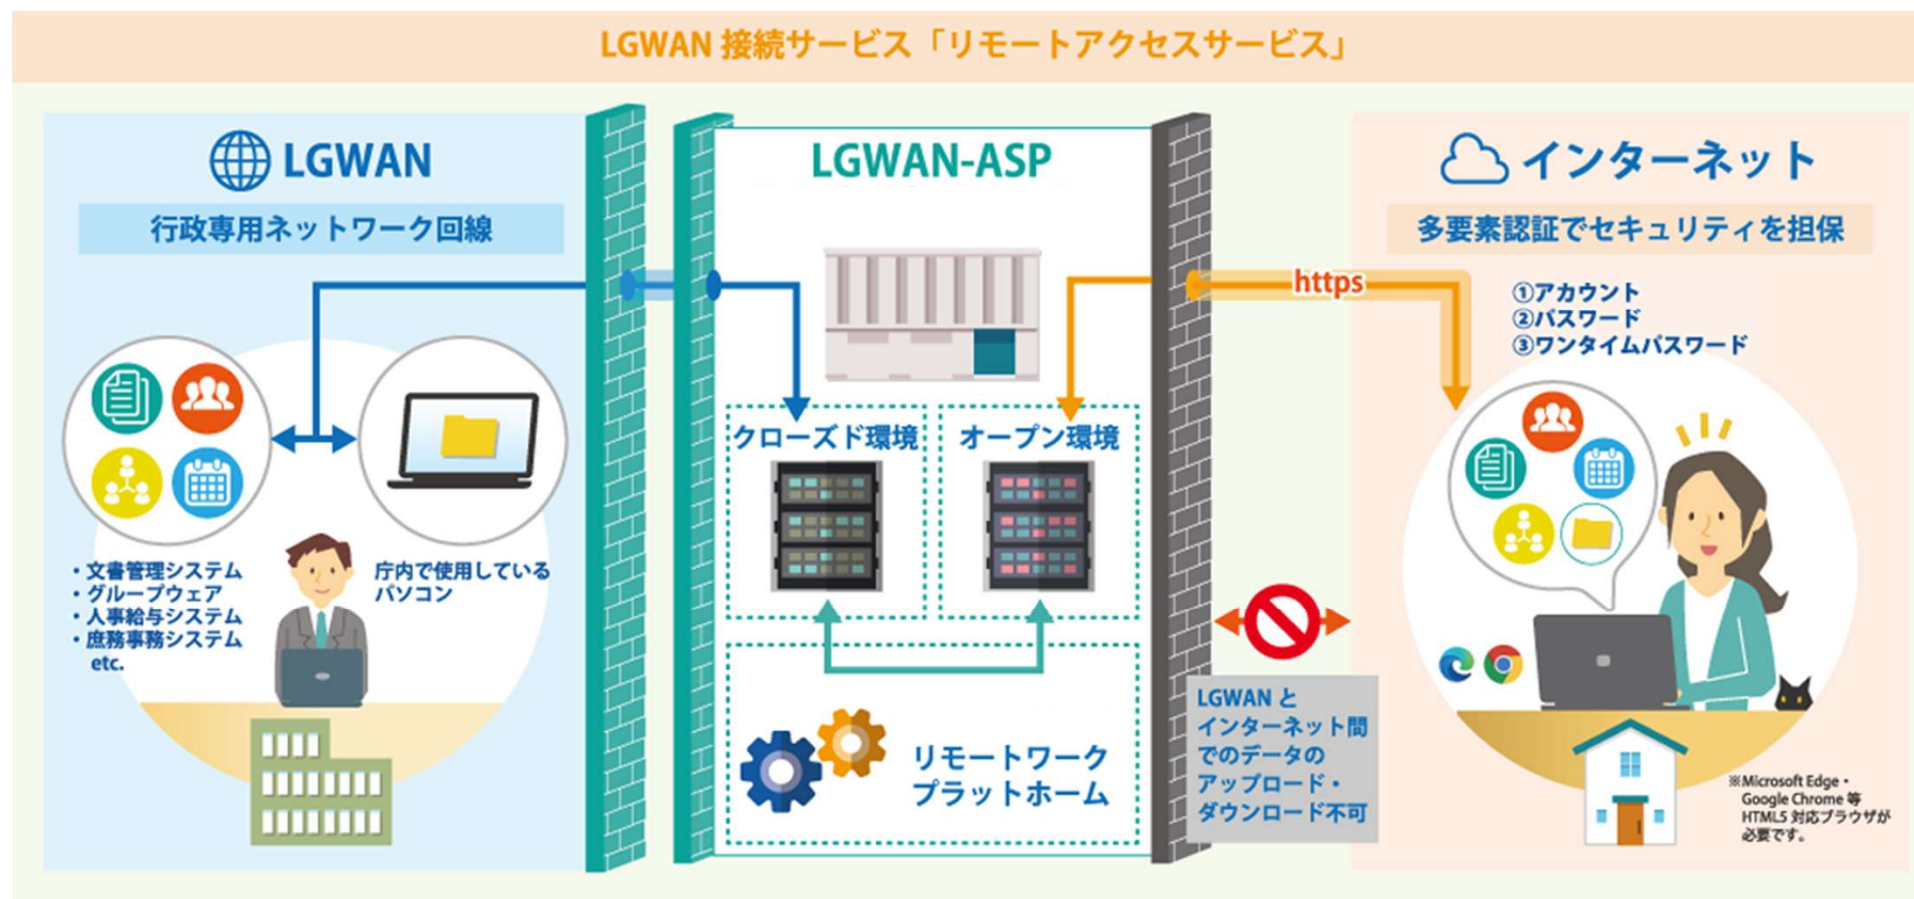 LGWAN 接続サービス「リモートアクセスサービス」
LGWAN
行政専用ネットワーク回線
・文書管理システム
・グループウェア
・人事給与システム
・庶務事務システム
etc.
庁内で使用している
パソコン
LGWAN-ASP
クローズド環境
オープン環境
リモートワーク
プラットホーム
https
LGWAN と
インターネット間
でのデータの
アップロード・
ダウンロード不可
インターネット
多要素認証でセキュリティを担保
①アカウント
②パスワード
③ワンタイムパスワード
※Microsoft Edge・
Google Chrome 等
HTML5 対応ブラウザが
必要です。